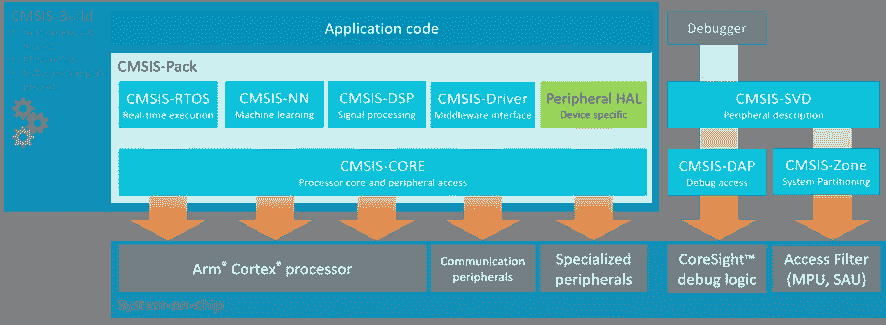 CMSIS-Build
Application code
Debugger
CMSIS-Pack
CMSIS-RTOS
Real-time execution
CMSIS-NN
Machine learning
CMSIS-DSP
Signal processing
CMSIS-Driver
Middleware interface
Peripheral HAL
Device specific
CMSIS-SVD
Peripheral description
CMSIS-CORE
Processor core and peripheral access
CMSIS-DAP
Debug access
CMSIS-Zone
System Partitioning
Arm® Cortex® processor
Communication
peripherals
Specialized
peripherals
CoreSight™
debug logic
Access Filter
(MPU, SAU)
System-on-chip